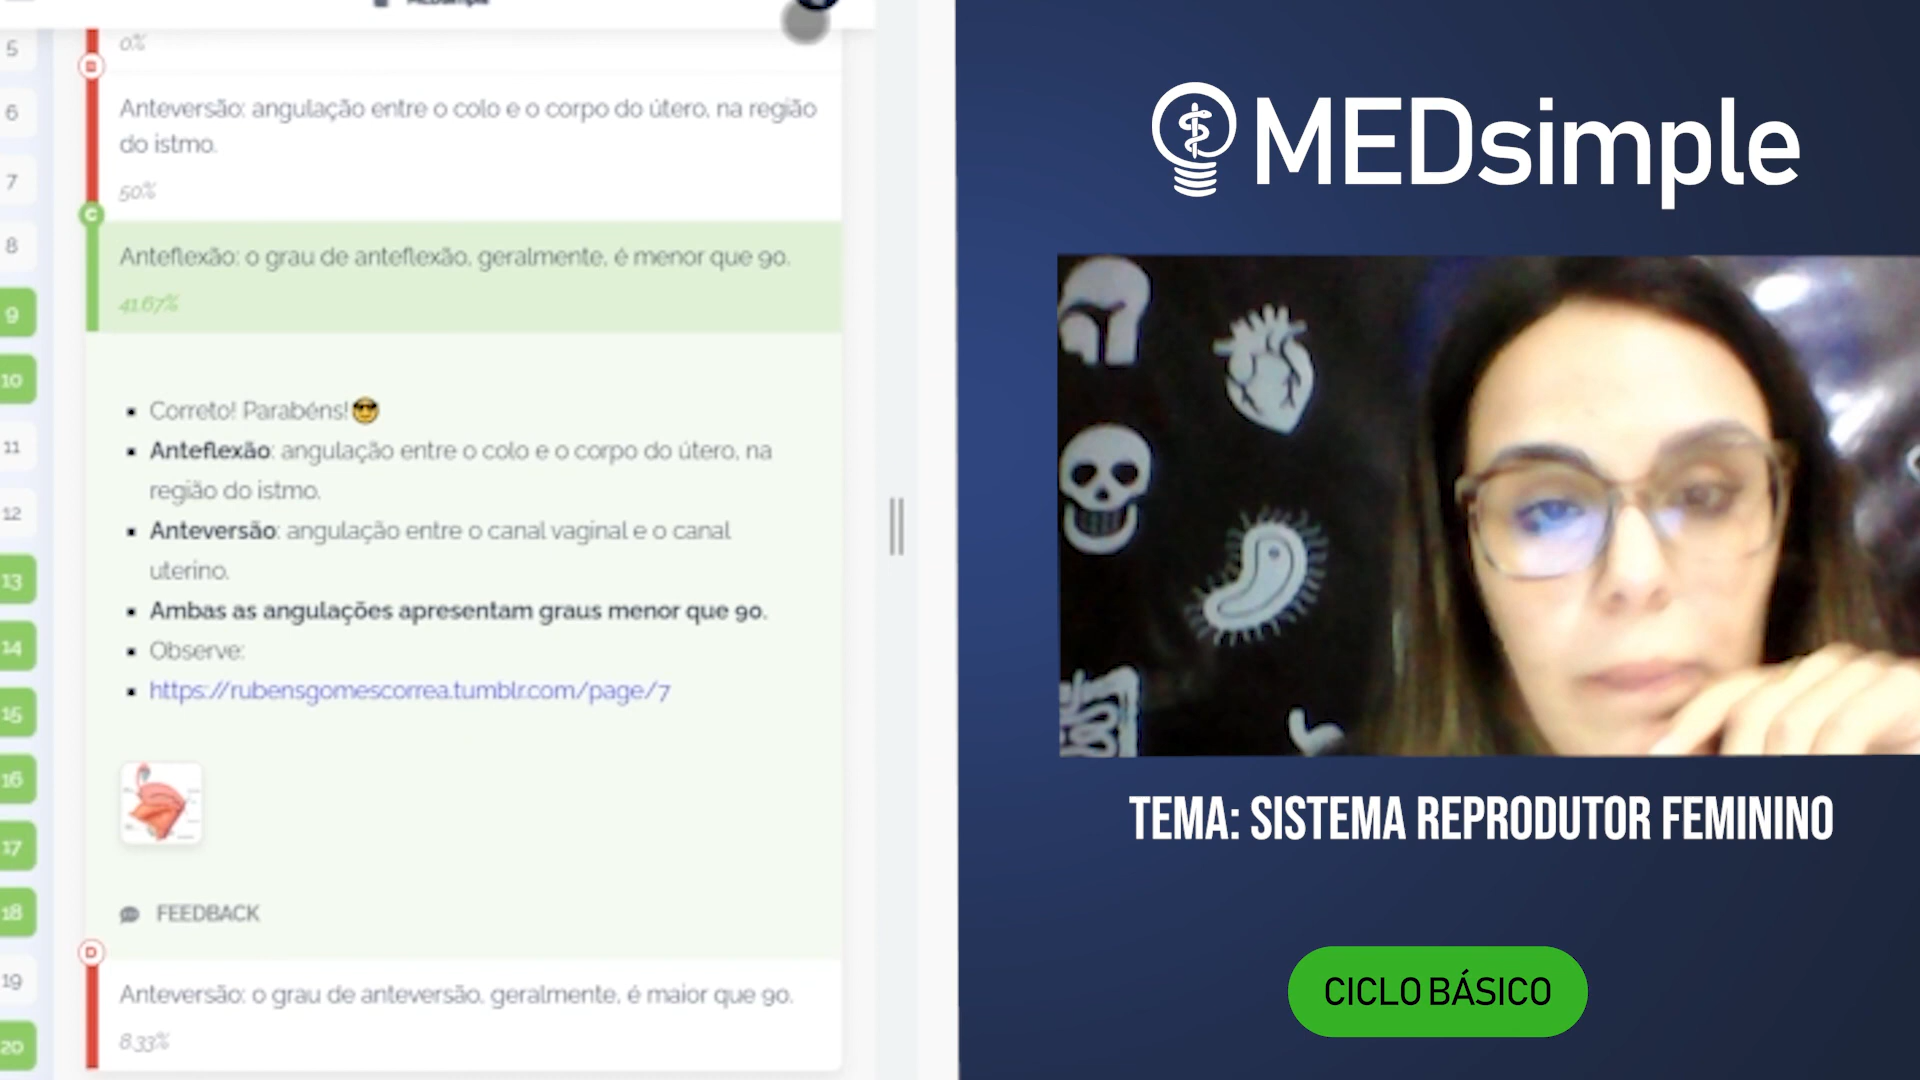 MEDsimple
5
6
7
8
9
10
11
12
13
14
15
16
17
18
19
20
0%
B
Anteversão: angulação entre o colo e o corpo do útero, na região
do istmo.
50%
C
Anteflexão: o grau de anteflexão, geralmente, é menor que 90.
41.67%
▪ Correto! Parabéns!😎
▪ Anteflexão: angulação entre o colo e o corpo do útero, na
região do istmo.
▪ Anteversão: angulação entre o canal vaginal e o canal
uterino.
▪ Ambas as angulações apresentam graus menor que 90.
▪ Observe:
▪ https://rubensgomescorrea.tumblr.com/page/7
FEEDBACK
D
Anteversão: o grau de anteversão, geralmente, é maior que 90.
8.33%
MEDsimple
TEMA: SISTEMA REPRODUTOR FEMININO
CICLO BÁSICO